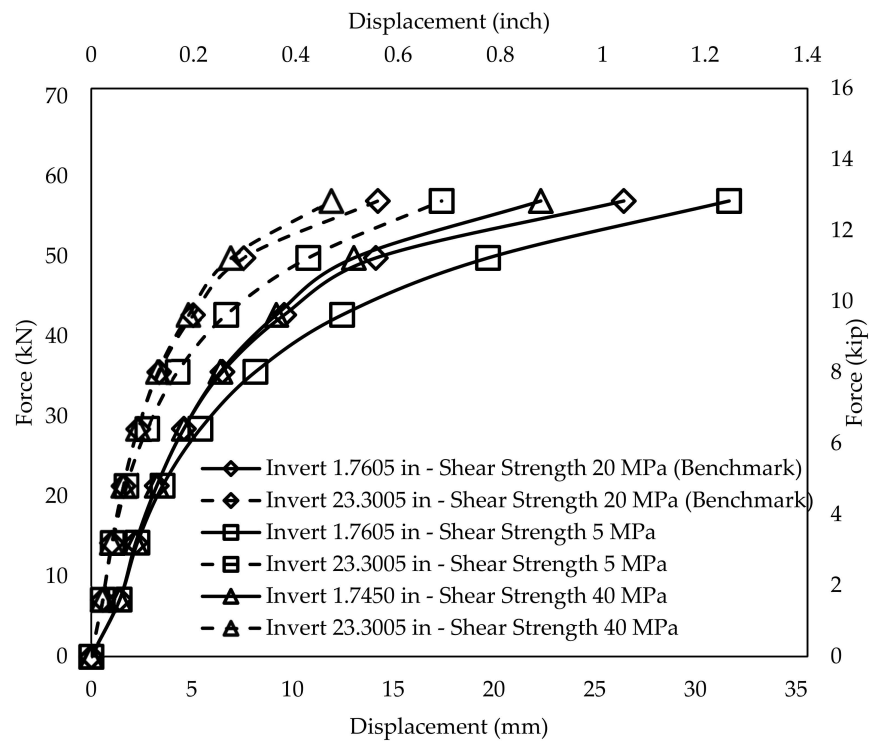 Displacement (inch)
0 0.2 0.4 0.6 0.8 1 1.2 1.4
70
60
50
40
30
20
10
0
Force (kN)
16
14
12
10
8
6
4
2
0
Force (kip)
Invert 1.7605 in - Shear Strength 20 MPa (Benchmark)
Invert 23.3005 in - Shear Strength 20 MPa (Benchmark)
Invert 1.7605 in - Shear Strength 5 MPa
Invert 23.3005 in - Shear Strength 5 MPa
Invert 1.7450 in - Shear Strength 40 MPa
Invert 23.3005 in - Shear Strength 40 MPa
0 5 10 15 20 25 30 35
Displacement (mm)